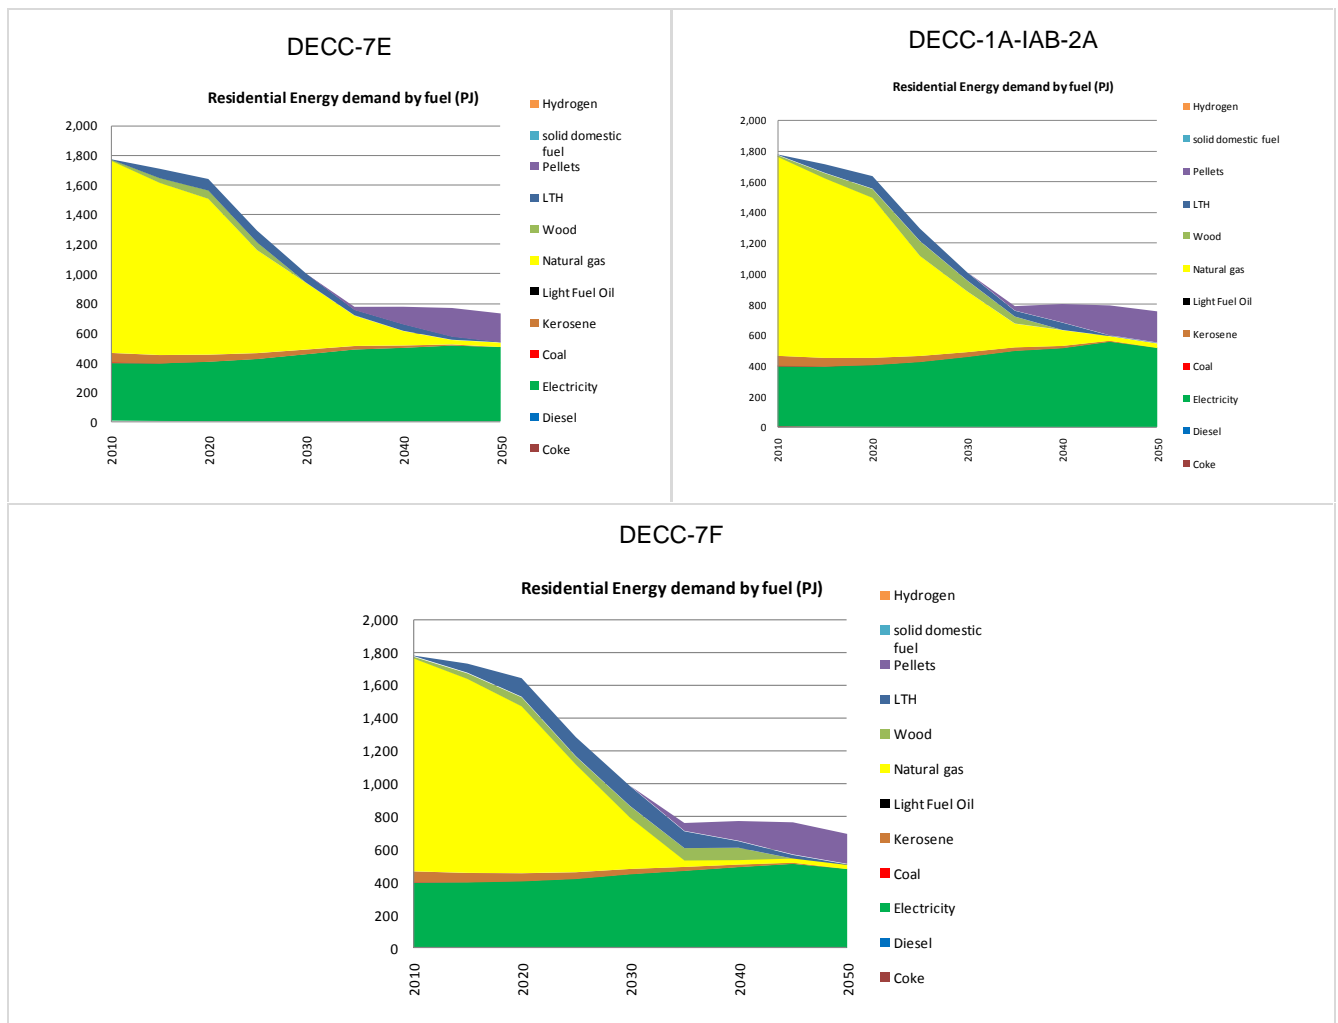 DECC-7E
Residential Energy demand by fuel (PJ)
2,000
1,800
1,600
1,400
1,200
1,000
800
600
400
200
0
2010
2020
2030
2040
2050
Hydrogen
solid domestic
fuel
Pellets
LTH
Wood
Natural gas
Light Fuel Oil
Kerosene
Coal
Electricity
Diesel
Coke
DECC-1A-IAB-2A
Residential Energy demand by fuel (PJ)
2,000
1,800
1,600
1,400
1,200
1,000
800
600
400
200
0
2010
2020
2030
2040
2050
Hydrogen
solid domestic fuel
Pellets
LTH
Wood
Natural gas
Light Fuel Oil
Kerosene
Coal
Electricity
Diesel
Coke
DECC-7F
Residential Energy demand by fuel (PJ)
2,000
1,800
1,600
1,400
1,200
1,000
800
600
400
200
0
2010
2020
2030
2040
2050
Hydrogen
solid domestic
fuel
Pellets
LTH
Wood
Natural gas
Light Fuel Oil
Kerosene
Coal
Electricity
Diesel
Coke